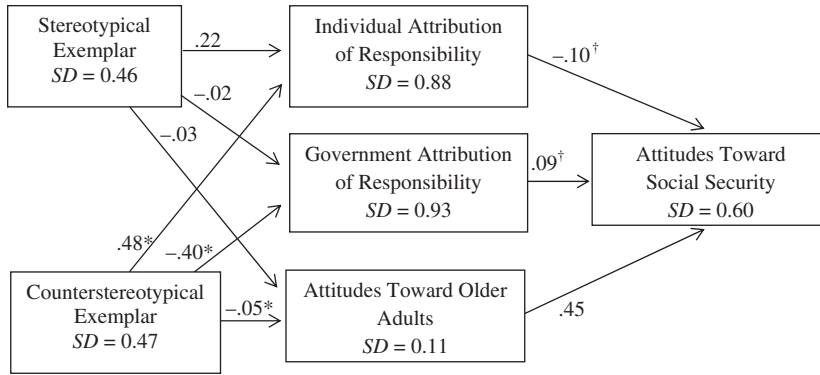 Stereotypical
Exemplar
SD = 0.46
.22
–.02
–.03
.48*
–.40*
Counterstereotypical
Exemplar
SD = 0.47
–.05*
Individual Attribution
of Responsibility
SD = 0.88
Government Attribution
of Responsibility
SD = 0.93
Attitudes Toward Older
Adults
SD = 0.11
–.10†
.09†
.45
Attitudes Toward
Social Security
SD = 0.60